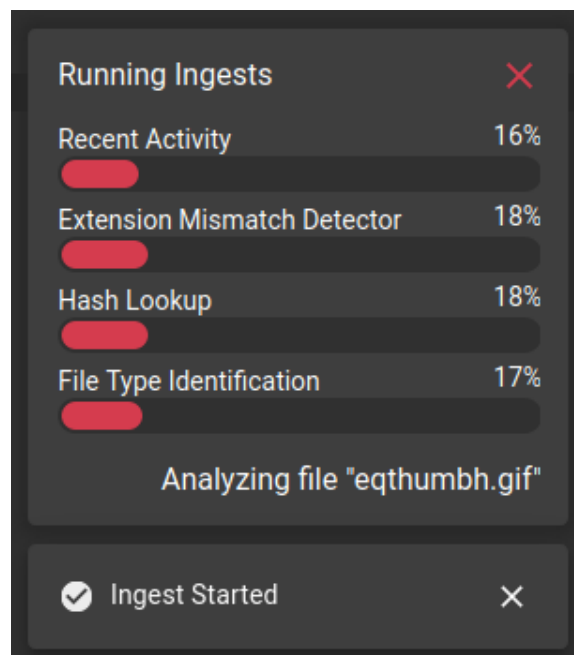 Running Ingests
Recent Activity 16%
Extension Mismatch Detector 18%
Hash Lookup 18%
File Type Identification 17%
Analyzing file "eqthumbh.gif"
Ingest Started